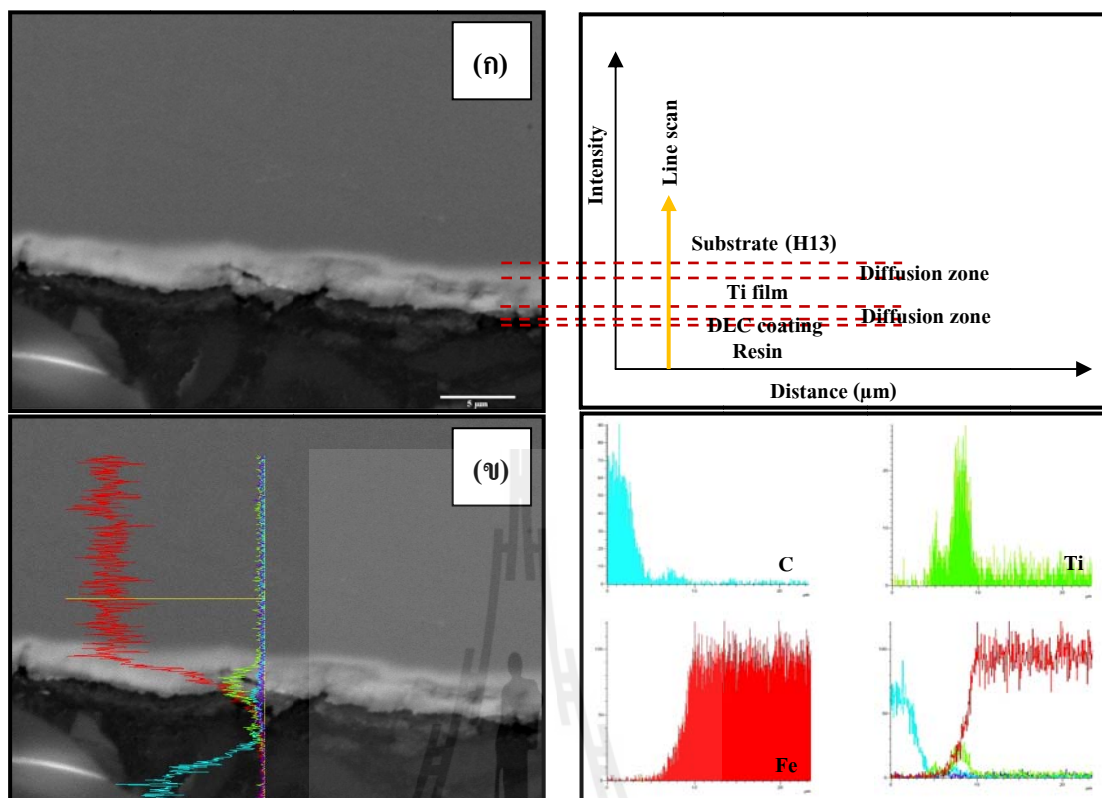 (ก)
5 µm
Intensity
Line scan
Substrate (H13)
Diffusion zone
Ti film
Diffusion zone
DLC coating
Resin
Distance (µm)
(ข)
C
Ti
Fe